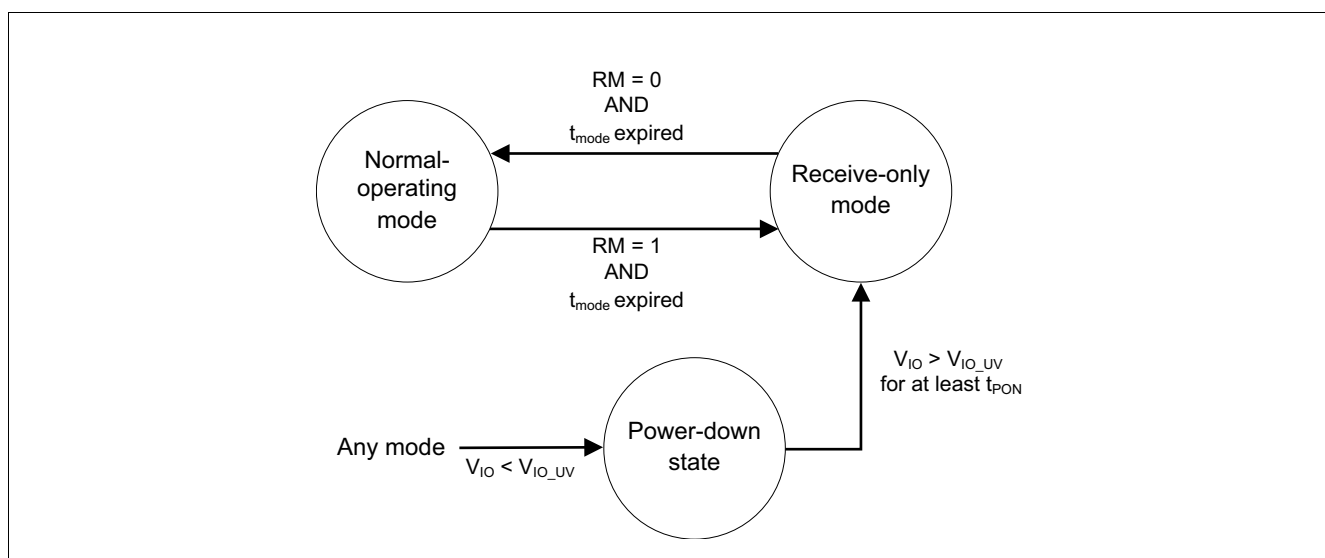 RM = 0
AND
tmode expired
Normal-
operating
mode
Receive-only
mode
RM = 1
AND
tmode expired
VIO > VIO_UV
for at least tPON
Power-down
state
Any mode
VIO < VIO_UV